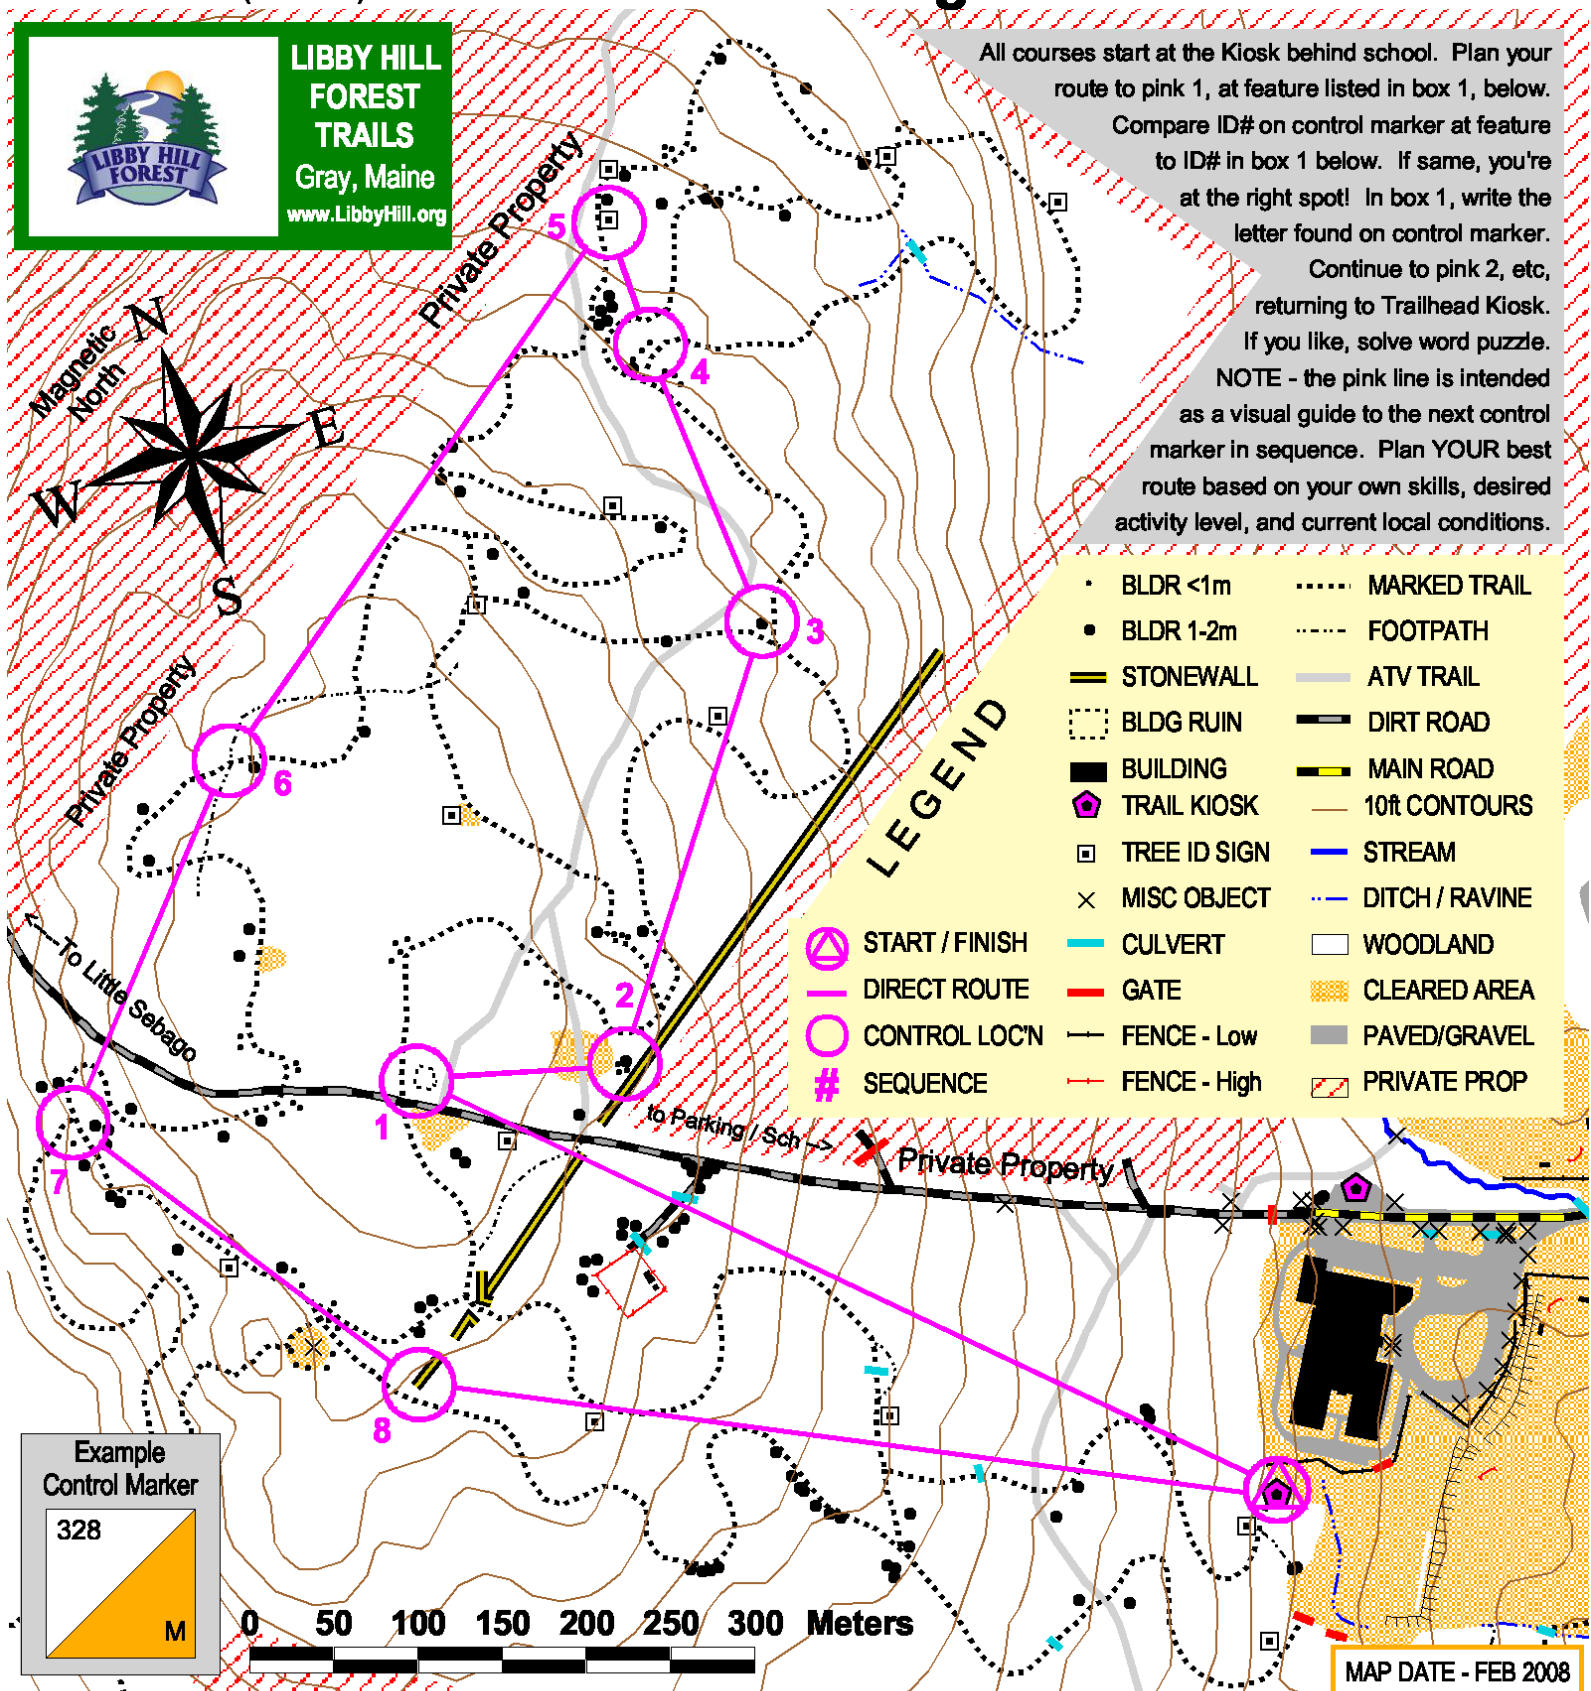 LIBBY HILL
FOREST
TRAILS
Gray, Maine
www.LibbyHill.org
LIBBY HILL
FOREST
All courses start at the Kiosk behind school. Plan your
route to pink 1, at feature listed in box 1, below.
Compare ID# on control marker at feature
to ID# in box 1 below. If same, you're
at the right spot! In box 1, write the
letter found on control marker.
Continue to pink 2, etc,
returning to Trailhead Kiosk.
If you like, solve word puzzle.
NOTE - the pink line is intended
as a visual guide to the next control
marker in sequence. Plan YOUR best
route based on your own skills, desired
activity level, and current local conditions.
Private Property
Magnetic
North
N
E
W
S
5
4
3
Private Property
6
2
1
7
8
<--- To Little Sebago
to Parking / Sch -->
Private Property
LEGEND
BLDR <1m
MARKED TRAIL
BLDR 1-2m
FOOTPATH
STONEWALL
ATV TRAIL
BLDG RUIN
DIRT ROAD
BUILDING
MAIN ROAD
TRAIL KIOSK
10ft CONTOURS
TREE ID SIGN
STREAM
MISC OBJECT
DITCH / RAVINE
START / FINISH
CULVERT
WOODLAND
DIRECT ROUTE
GATE
CLEARED AREA
CONTROL LOC'N
FENCE - Low
PAVED/GRAVEL
# SEQUENCE
FENCE - High
PRIVATE PROP
Example
Control Marker
328
M
0 50 100 150 200 250 300 Meters
MAP DATE - FEB 2008